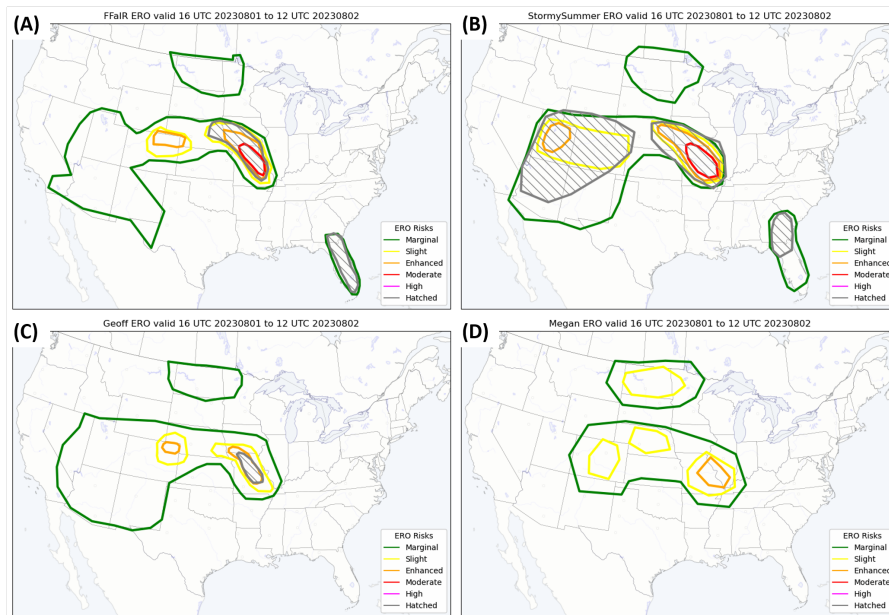 (A)
FFaIR ERO valid 16 UTC 20230801 to 12 UTC 20230802
ERO Risks
Marginal
Slight
Enhanced
Moderate
High
Hatched
(B)
StormySummer ERO valid 16 UTC 20230801 to 12 UTC 20230802
ERO Risks
Marginal
Slight
Enhanced
Moderate
High
Hatched
(C)
Geoff ERO valid 16 UTC 20230801 to 12 UTC 20230802
ERO Risks
Marginal
Slight
Enhanced
Moderate
High
Hatched
(D)
Megan ERO valid 16 UTC 20230801 to 12 UTC 20230802
ERO Risks
Marginal
Slight
Enhanced
Moderate
High
Hatched